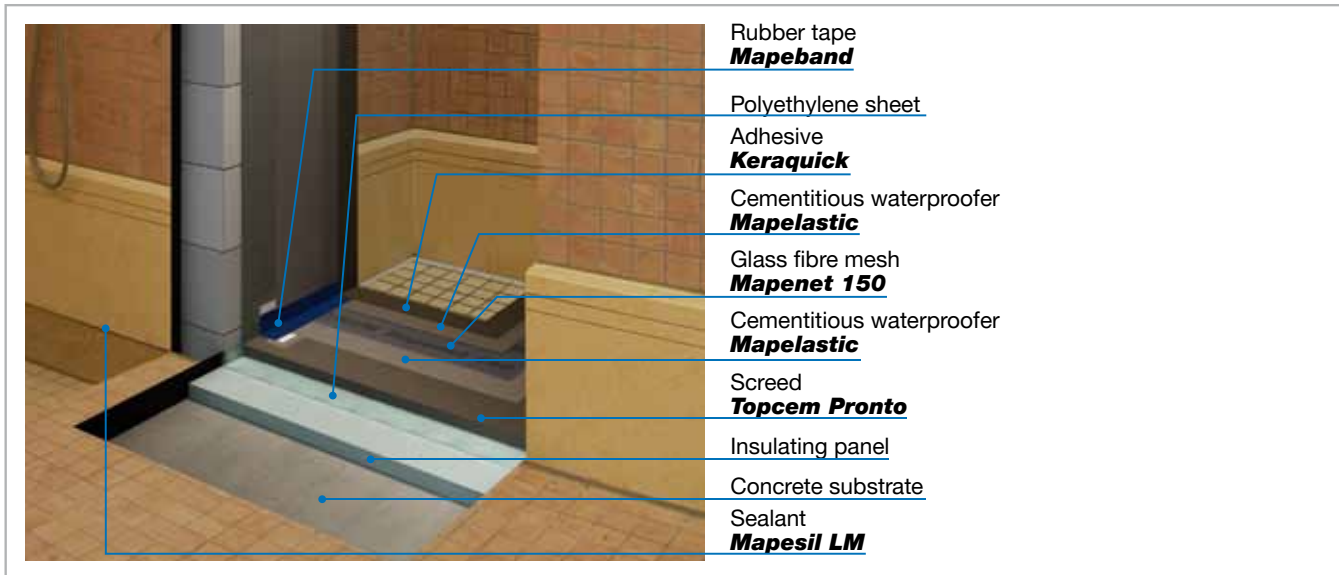 Rubber tape
Mapeband
Polyethylene sheet
Adhesive
Keraquick
Cementitious waterproofer
Mapelastic
Glass fibre mesh
Mapenet 150
Cementitious waterproofer
Mapelastic
Screed
Topcem Pronto
Insulating panel
Concrete substrate
Sealant
Mapesil LM